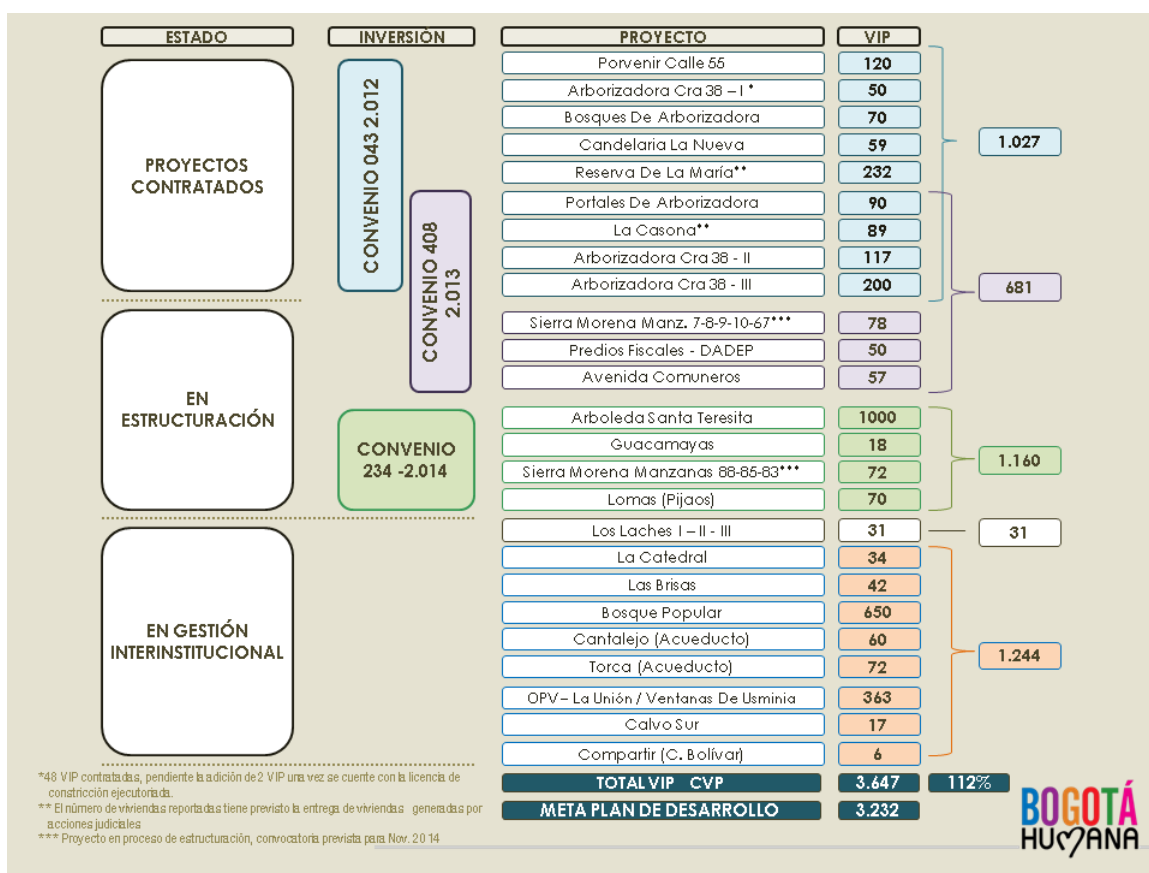 ESTADO
INVERSIÓN
PROYECTO
VIP
PROYECTOS
CONTRATADOS
EN
ESTRUCTURACIÓN
EN GESTIÓN
INTERINSTITUCIONAL
CONVENIO 043 2.012
CONVENIO 408
2.013
CONVENIO
234 -2.014
Porvenir Calle 55 120
Arborizadora Cra 38 – I * 50
Bosques De Arborizadora 70
Candelaria La Nueva 59
Reserva De La María** 232
Portales De Arborizadora 90
La Casona** 89
Arborizadora Cra 38 - II 117
Arborizadora Cra 38 - III 200
Sierra Morena Manz. 7-8-9-10-67*** 78
Predios Fiscales - DADEP 50
Avenida Comuneros 57
Arboleda Santa Teresita 1000
Guacamayas 18
Sierra Morena Manzanas 88-85-83*** 72
Lomas (Pijaos) 70
Los Laches I – II - III 31
La Catedral 34
Las Brisas 42
Bosque Popular 650
Cantalejo (Acueducto) 60
Torca (Acueducto) 72
OPV – La Unión / Ventanas De Usminia 363
Calvo Sur 17
Compartir (C. Bolívar) 6
1.027
681
1.160
31
1.244
TOTAL VIP CVP 3.647 112%
META PLAN DE DESARROLLO 3.232
*48 VIP contratadas, pendiente la adición de 2 VIP una vez se cuente con la licencia de
constricción ejecutoriada.
** El número de viviendas reportadas tiene previsto la entrega de viviendas generadas por
acciones judiciales
*** Proyecto en proceso de estructuración, convocatoria prevista para Nov. 2014
BOGOTÁ
HUMANA